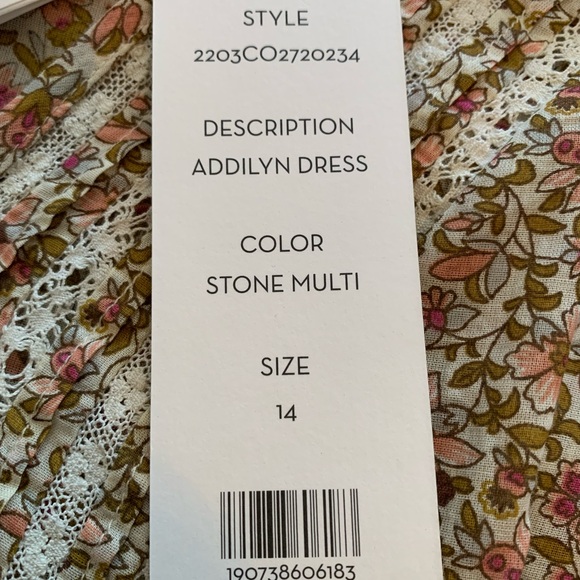 STYLE
2203CO2720234
DESCRIPTION
ADDILYN DRESS
COLOR
STONE MULTI
SIZE
14
190738606183